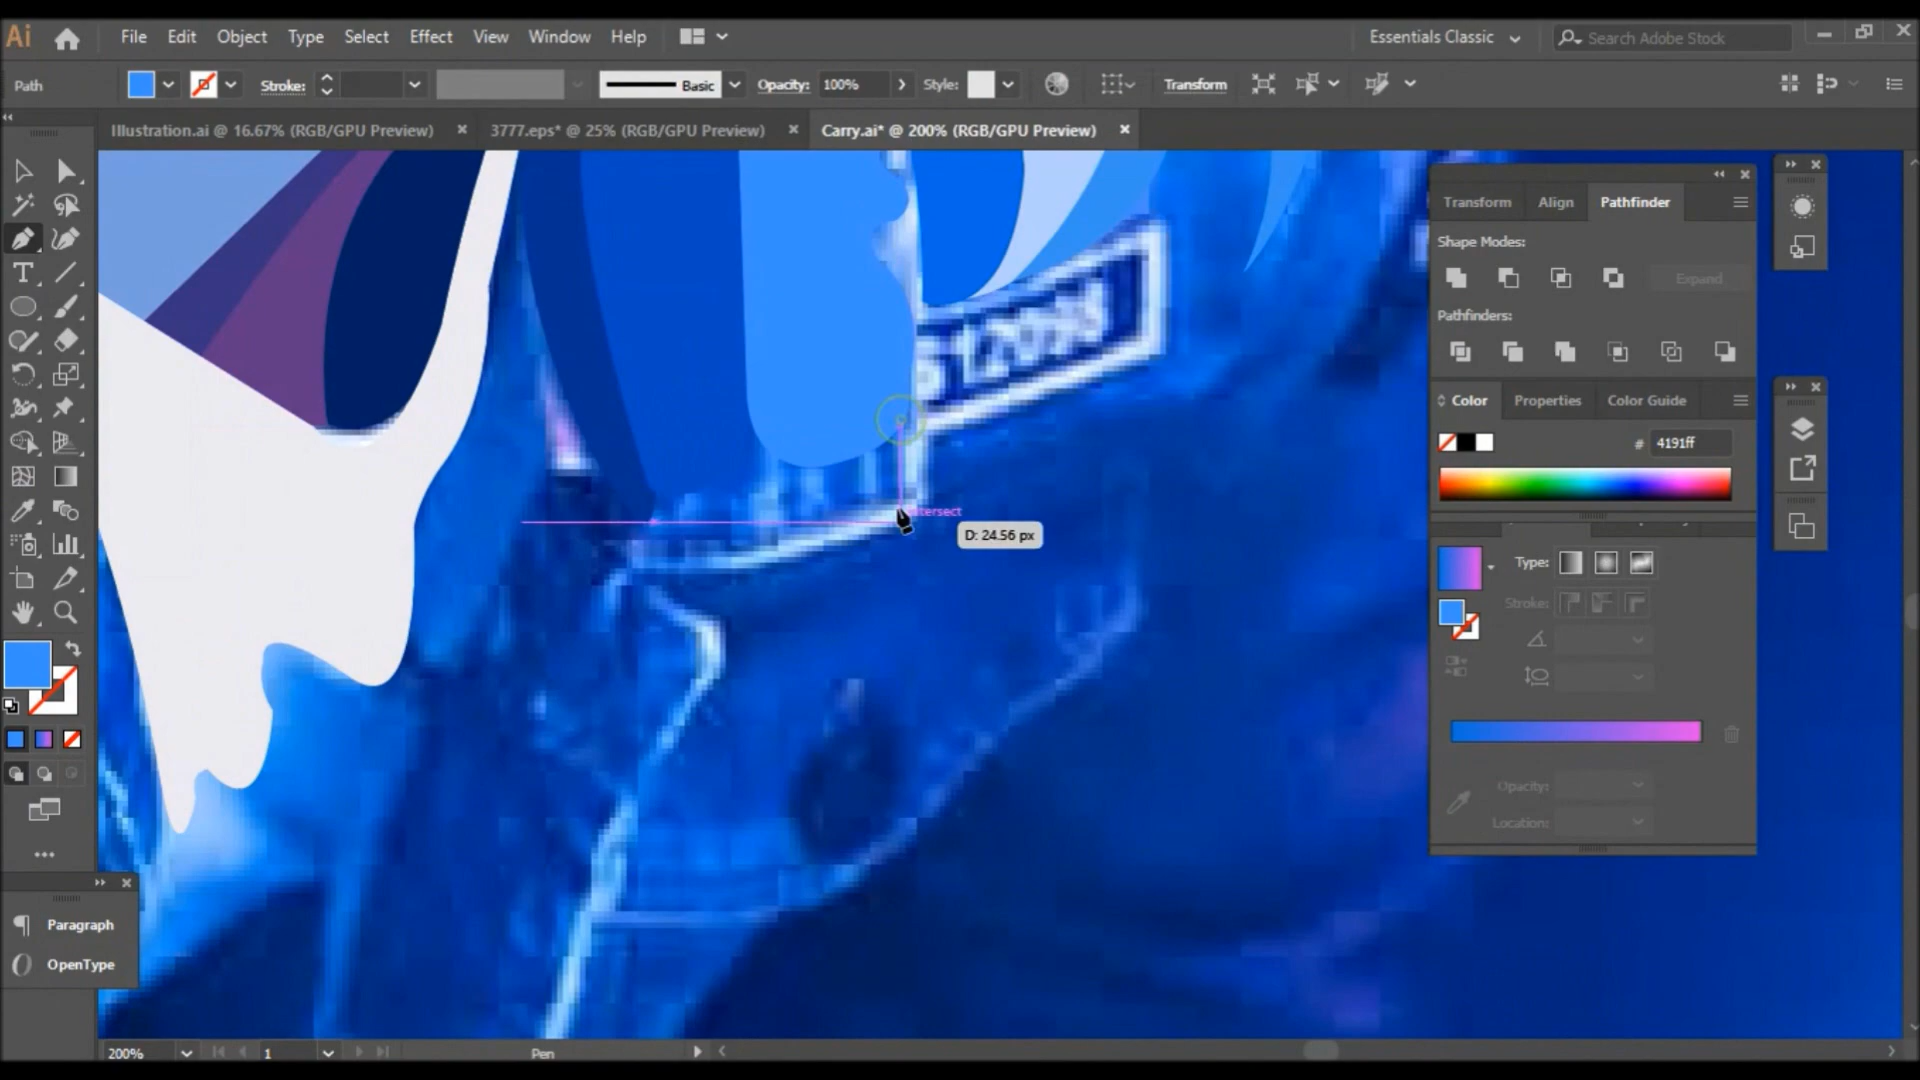 Ai File Edit Object Type Select Effect View Window Help Essentials Classic Search Adobe Stock
Path Stroke: Basic Opacity: 100% Style: Transform
Illustration.ai @ 16.67% (RGB/GPU Preview) 3777.eps* @ 25% (RGB/GPU Preview) Carry.ai* @ 200% (RGB/GPU Preview)
Transform Align Pathfinder
Shape Modes:
Expand
Pathfinders:
Color Properties Color Guide
# 4191ff
Type:
Stroke:
Opacity:
Location:
D: 24.56 px
Paragraph
OpenType
200% 1 Pen